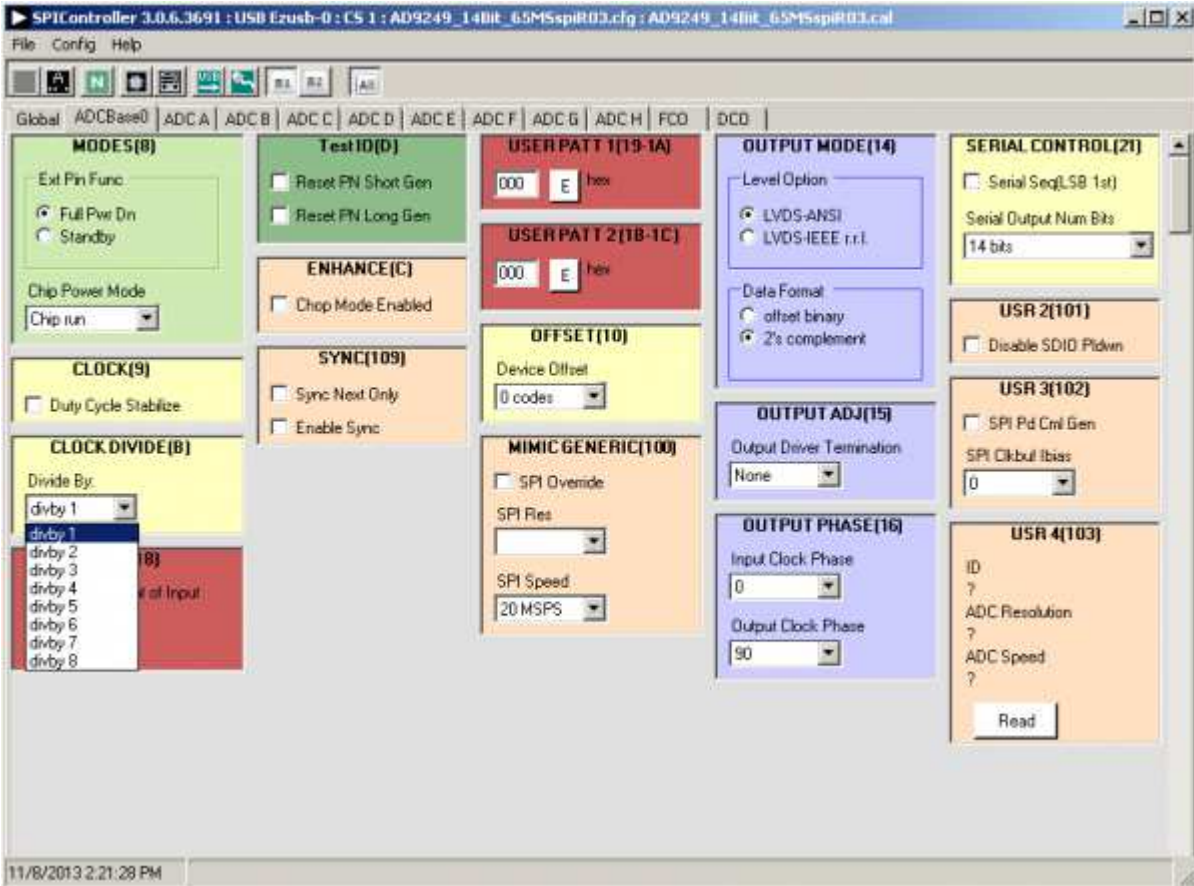 SPIController 3.0.6.3691 : USB Ezusb-0 : CS 1 : AD9249_14Bit_65MSspiR03.cfg : AD9249_14Bit_65MSspiR03.cal
File Config Help
A N USB R1 R2 All
Global ADCBase0 ADC A ADC B ADC C ADC D ADC E ADC F ADC G ADC H FCO DCO
MODES(8)
Ext Pin Func
Full Pwr Dn
Standby
Chip Power Mode
Chip run
CLOCK(9)
Duty Cycle Stabilize
CLOCK DIVIDE(B)
Divide By:
divby 1
divby 1
divby 2
divby 3
divby 4
divby 5
divby 6
divby 7
divby 8
18)
of Input
Test IO(D)
Reset PN Short Gen
Reset PN Long Gen
ENHANCE(C)
Chop Mode Enabled
SYNC(109)
Sync Next Only
Enable Sync
USER PATT 1(19-1A)
000 E hex
USER PATT 2(1B-1C)
000 E hex
OFFSET(10)
Device Offset
0 codes
MIMIC GENERIC(100)
SPI Override
SPI Res
SPI Speed
20 MSPS
OUTPUT MODE(14)
Level Option
LVDS-ANSI
LVDS-IEEE r.r.l.
Data Format
offset binary
2's complement
OUTPUT ADJ(15)
Output Driver Termination
None
OUTPUT PHASE(16)
Input Clock Phase
0
Output Clock Phase
90
SERIAL CONTROL(21)
Serial Seq(LSB 1st)
Serial Output Num Bits
14 bits
USR 2(101)
Disable SDIO Pldwn
USR 3(102)
SPI Pd Cml Gen
SPI Clkbuf Ibias
0
USR 4(103)
ID
?
ADC Resolution
?
ADC Speed
?
Read
11/8/2013 2:21:28 PM